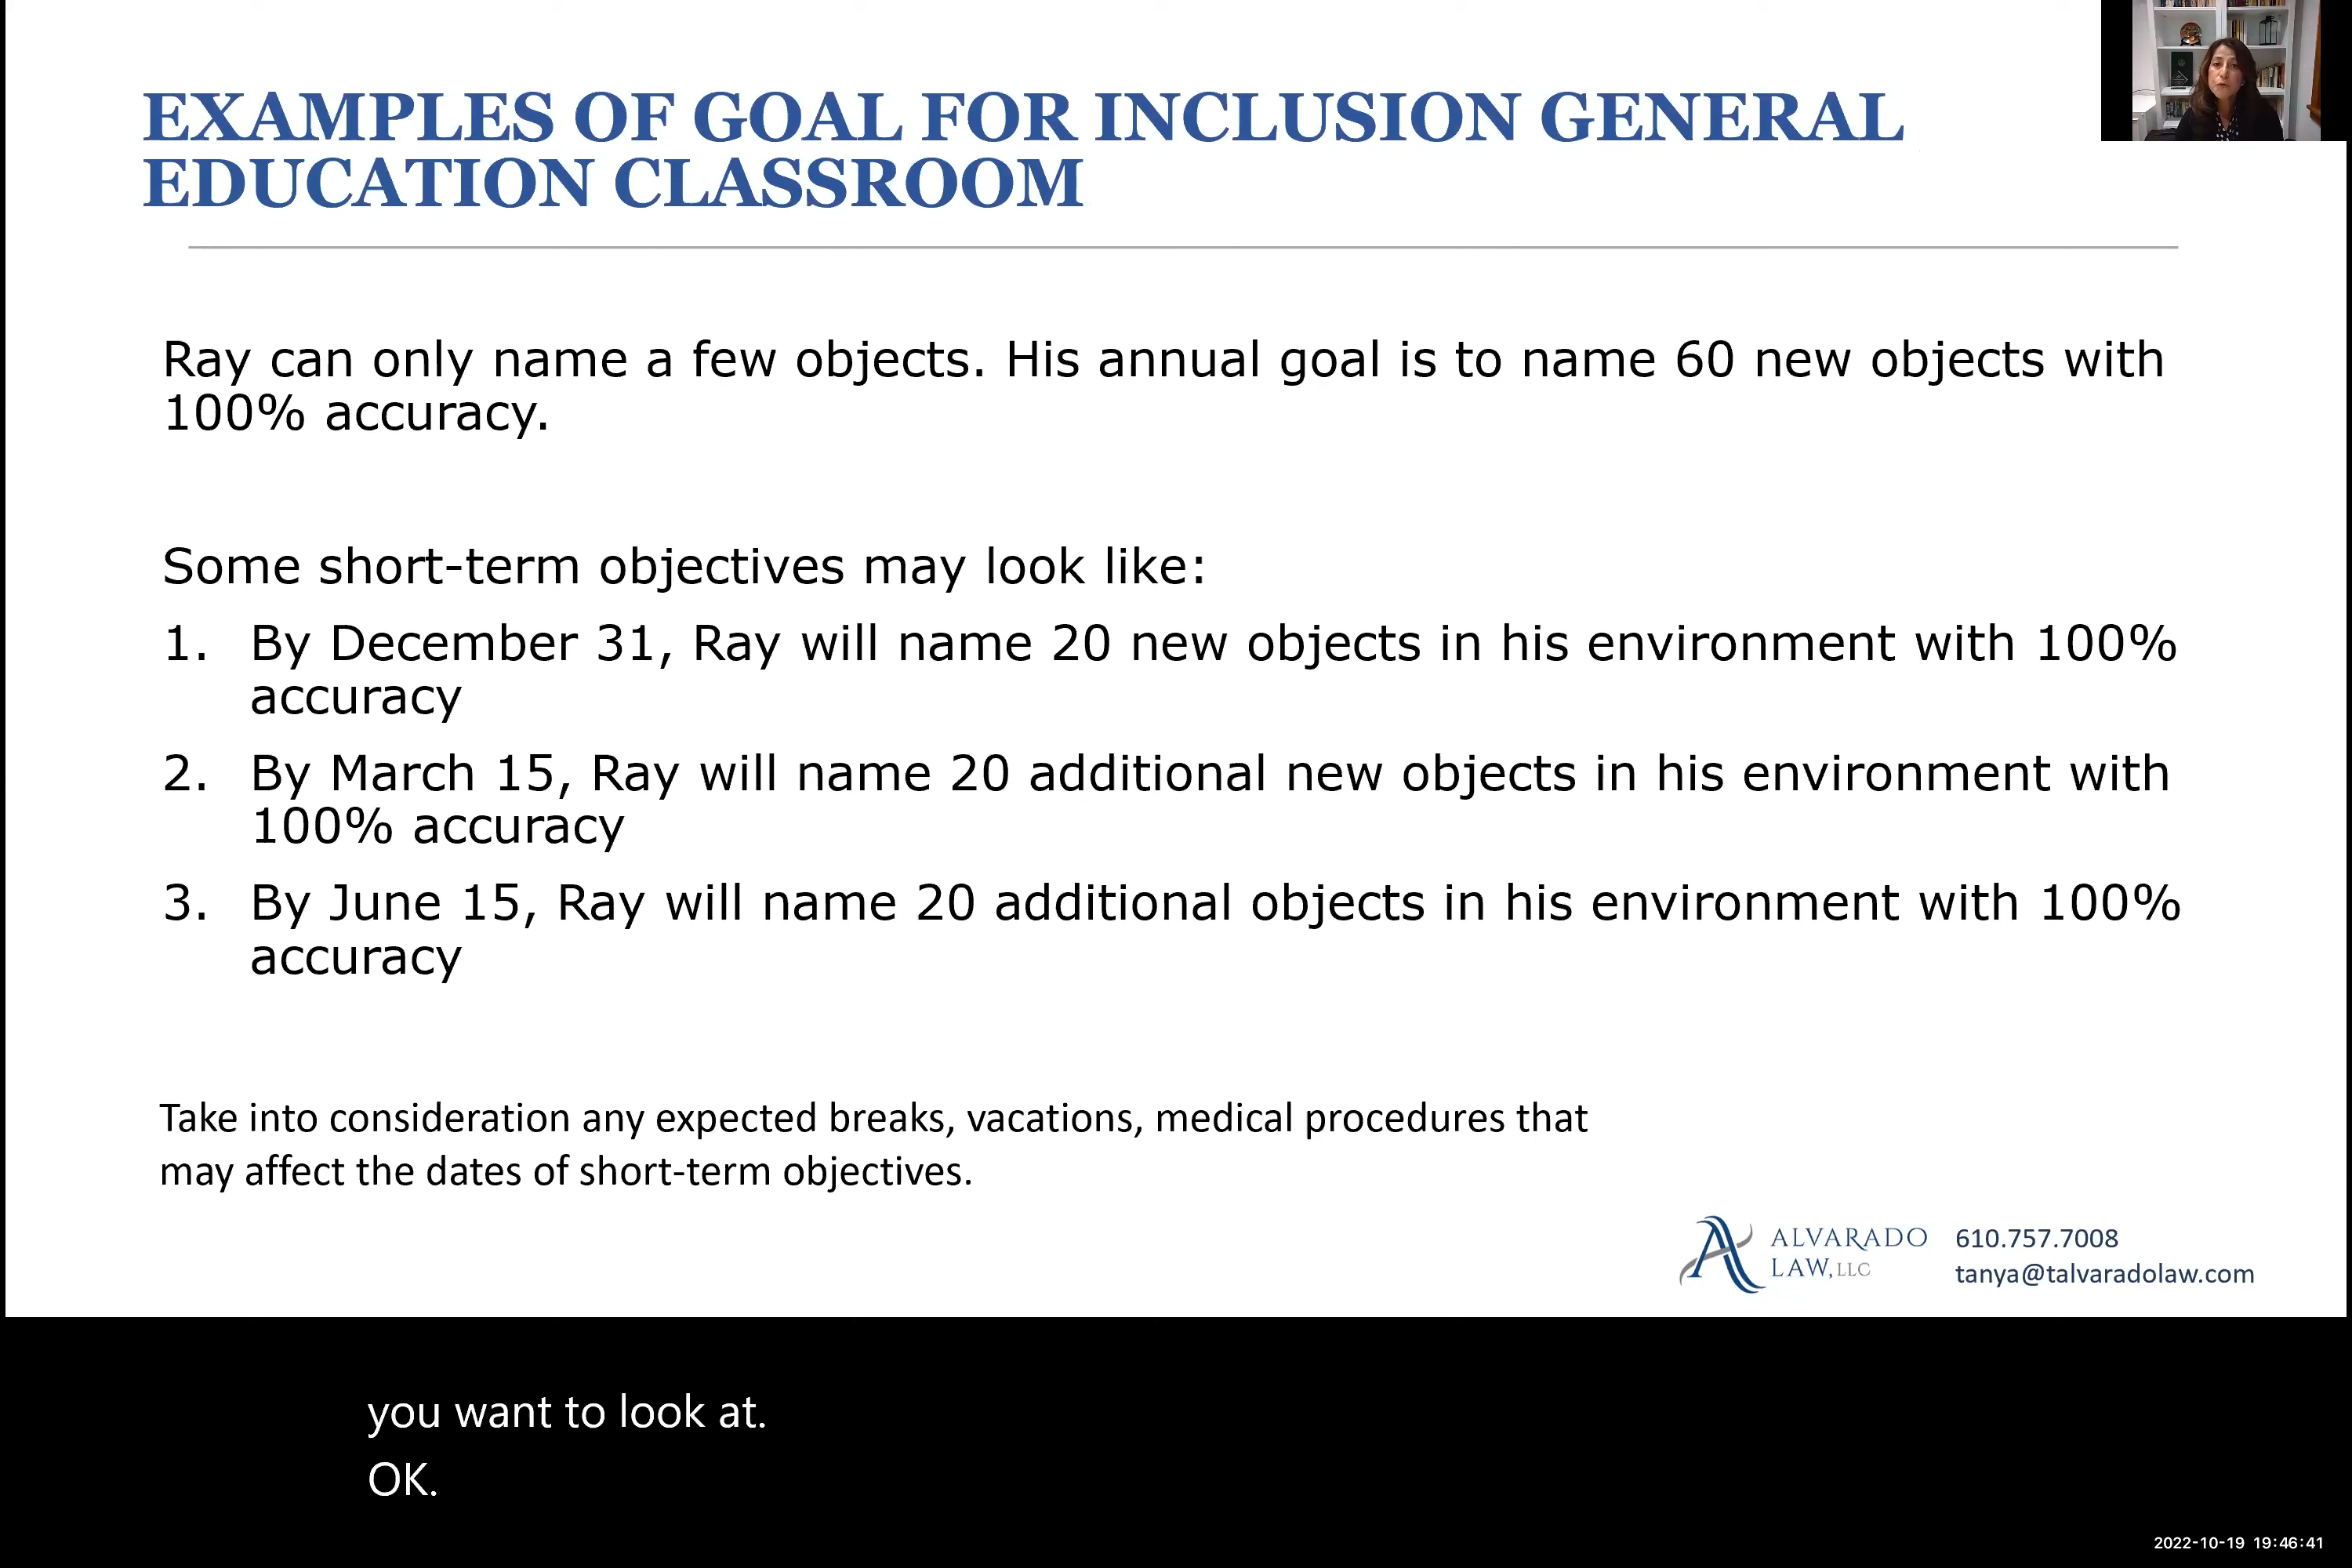 EXAMPLES OF GOAL FOR INCLUSION GENERAL
EDUCATION CLASSROOM
Ray can only name a few objects. His annual goal is to name 60 new objects with
100% accuracy.
Some short-term objectives may look like:
1. By December 31, Ray will name 20 new objects in his environment with 100%
accuracy
2. By March 15, Ray will name 20 additional new objects in his environment with
100% accuracy
3. By June 15, Ray will name 20 additional objects in his environment with 100%
accuracy
Take into consideration any expected breaks, vacations, medical procedures that
may affect the dates of short-term objectives.
ALVARADO
LAW, LLC
610.757.7008
tanya@talvaradolaw.com
you want to look at.
OK.
2022-10-19 19:46:41